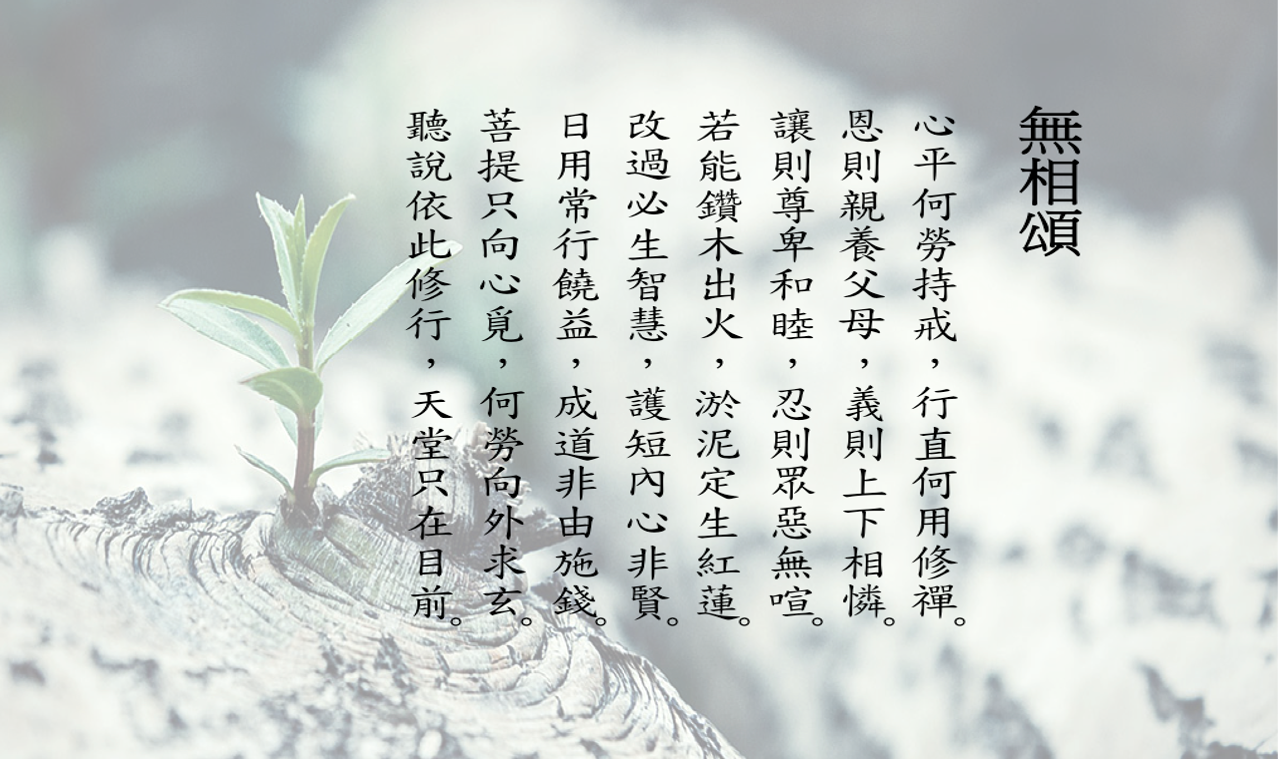 無相頌
心平何勞持戒，行直何用修禪。
恩則親養父母，義則上下相憐。
讓則尊卑和睦，忍則眾惡無喧。
若能鑽木出火，淤泥定生紅蓮。
改過必生智慧，護短內心非賢。
日用常行饒益，成道非由施錢。
菩提只向心覓，何勞向外求玄。
聽說依此修行，天堂只在目前。